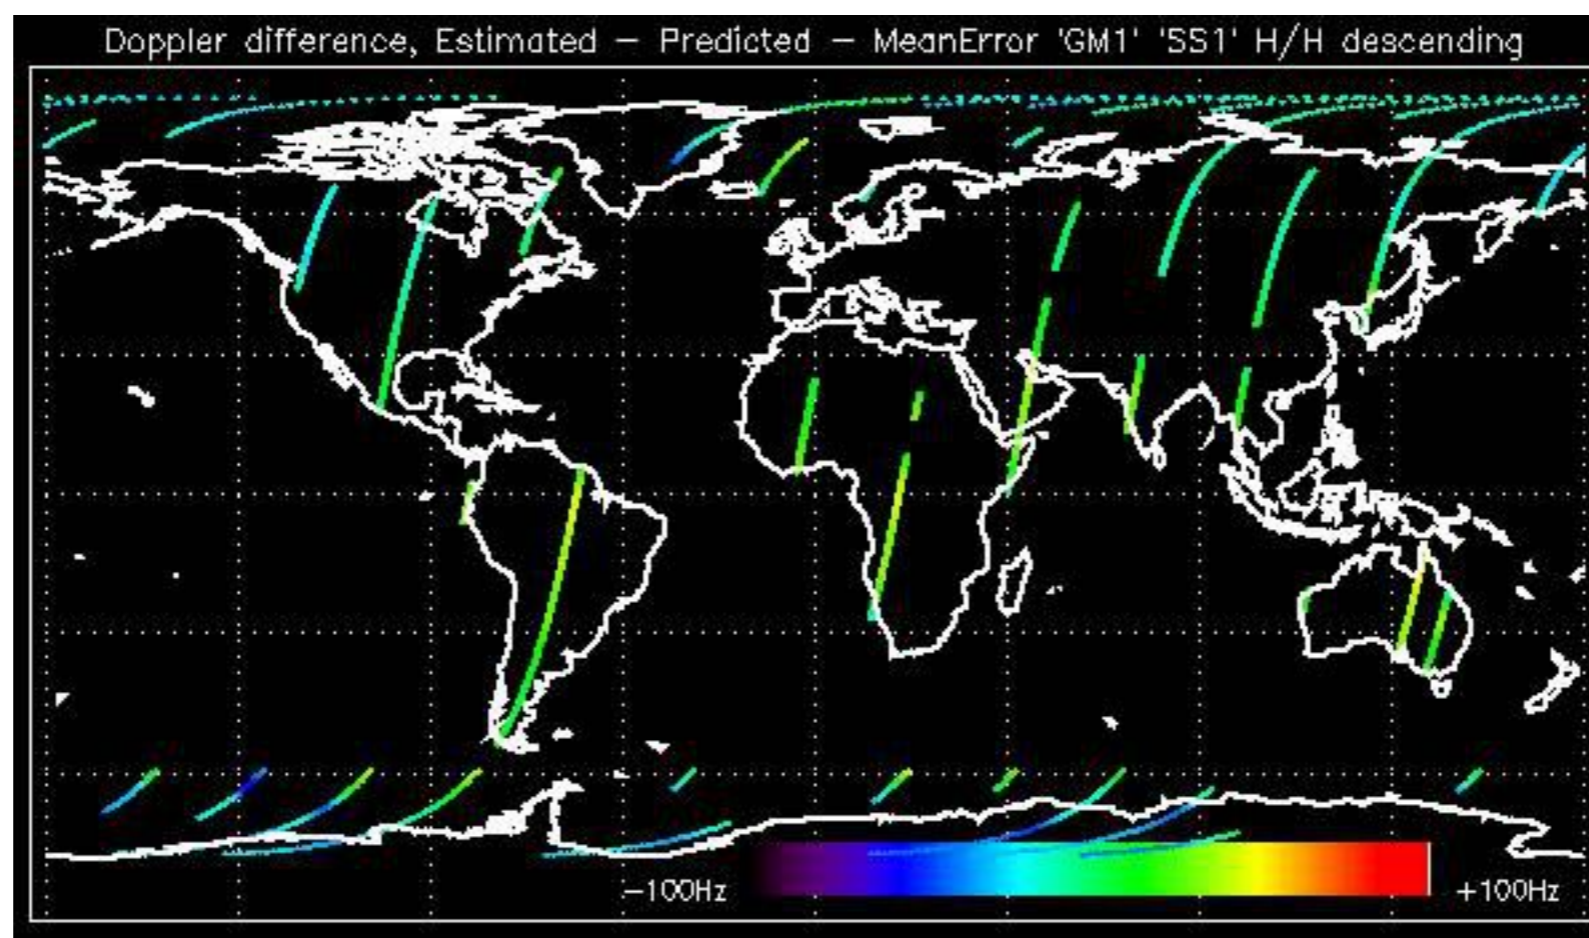 Doppler difference, Estimated – Predicted – MeanError 'GM1' 'SS1' H/H descending
–100Hz +100Hz